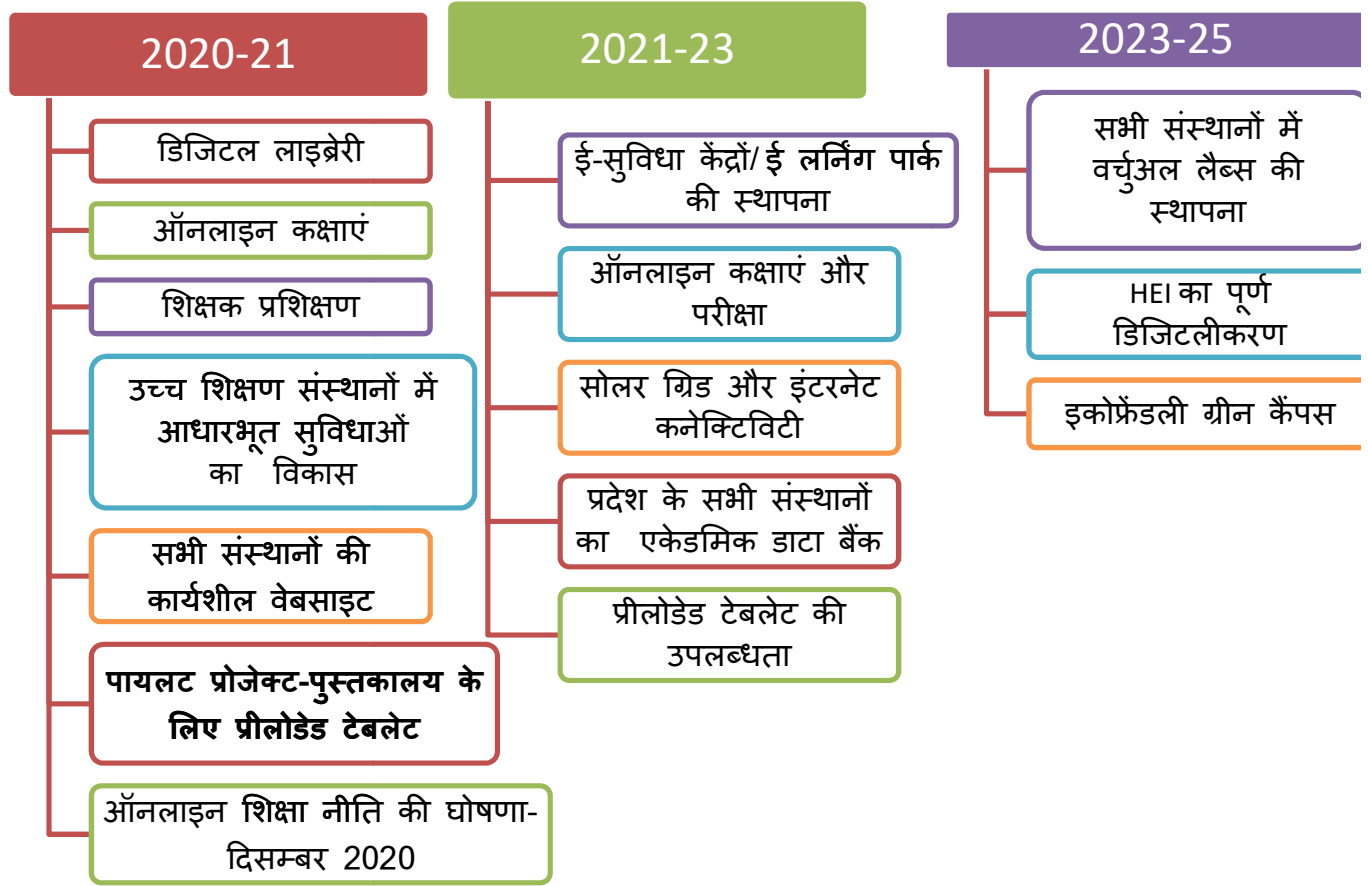 2020-21
डिजिटल लाइब्रेरी
ऑनलाइन कक्षाएं
शिक्षक प्रशिक्षण
उच्च शिक्षण संस्थानों में
आधारभूत सुविधाओं
का विकास
सभी संस्थानों की
कार्यशील वेबसाइट
पायलट प्रोजेक्ट-पुस्तकालय के
लिए प्रीलोडेड टेबलेट
ऑनलाइन शिक्षा नीति की घोषणा-
दिसम्बर 2020
2021-23
ई-सुविधा केंद्रों/ ई लर्निंग पार्क
की स्थापना
ऑनलाइन कक्षाएं और
परीक्षा
सोलर ग्रिड और इंटरनेट
कनेक्टिविटी
प्रदेश के सभी संस्थानों
का एकेडमिक डाटा बैंक
प्रीलोडेड टेबलेट की
उपलब्धता
2023-25
सभी संस्थानों में
वर्चुअल लैब्स की
स्थापना
HEI का पूर्ण
डिजिटलीकरण
इकोफ्रेंडली ग्रीन कैंपस